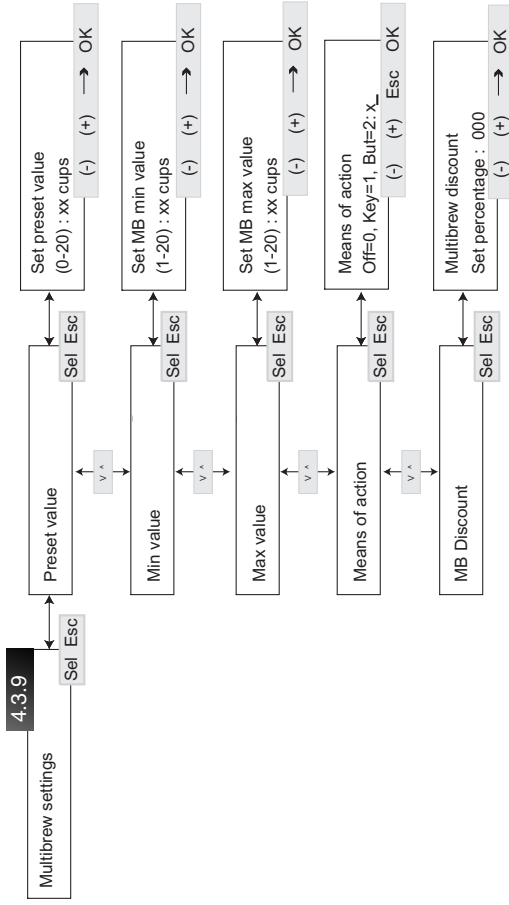 4.3.9
Multibrew settings
Sel Esc
Preset value
Sel Esc
Set preset value
(0-20) : xx cups
(-) (+) → OK
v ^
Min value
Sel Esc
Set MB min value
(1-20) : xx cups
(-) (+) → OK
v ^
Max value
Sel Esc
Set MB max value
(1-20) : xx cups
(-) (+) → OK
v ^
Means of action
Sel Esc
Means of action
Off=0, Key=1, But=2: x_
(-) (+) Esc OK
v ^
MB Discount
Sel Esc
Multibrew discount
Set percentage : 000
(-) (+) → OK